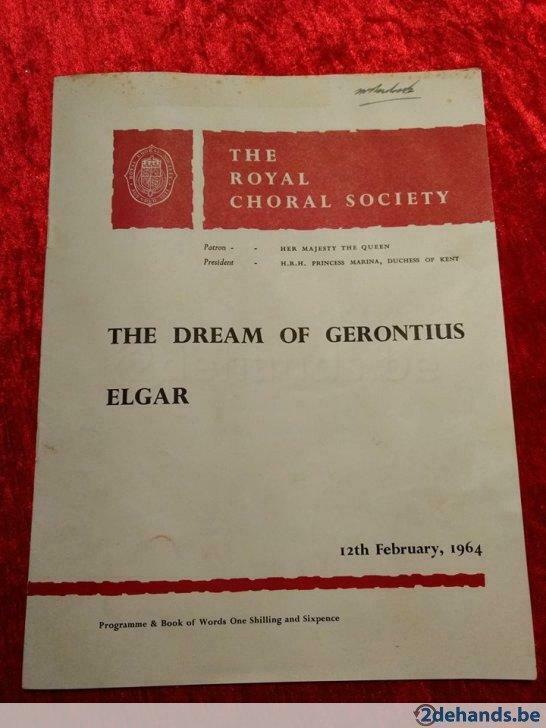 THE
ROYAL
CHORAL SOCIETY
Patron - - HER MAJESTY THE QUEEN
President - H.R.H. PRINCESS MARINA, DUCHESS OF KENT
THE DREAM OF GERONTIUS
ELGAR
12th February, 1964
Programme & Book of Words One Shilling and Sixpence
2dehands.be